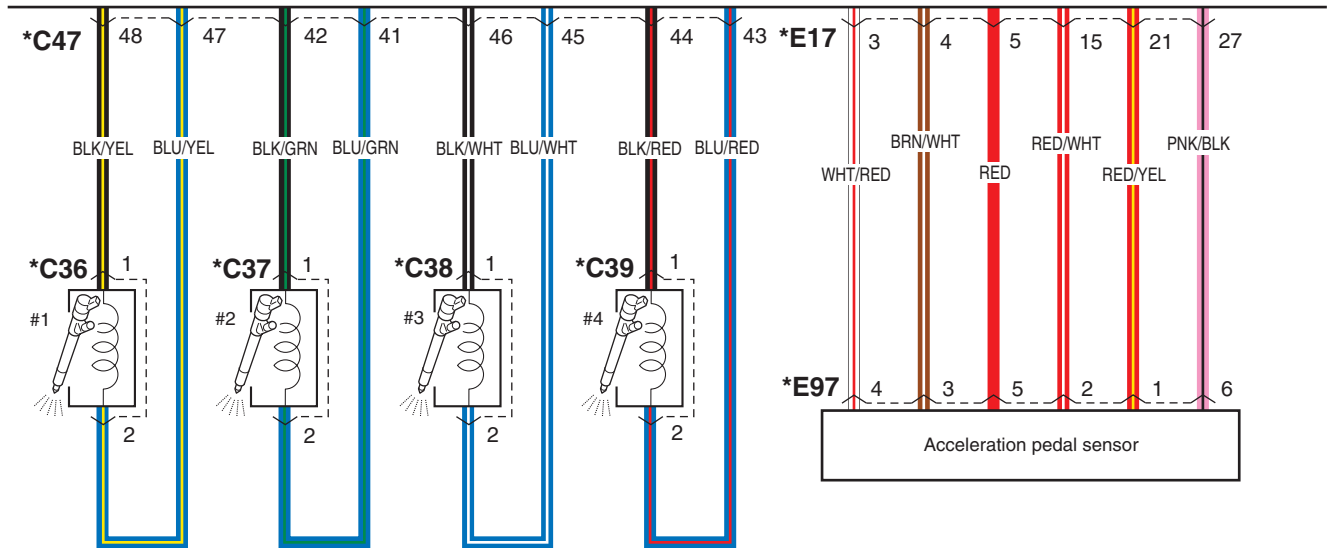 *C47 48 47 42 41 46 45 44 43 *E17 3 4 5 15 21 27
BLK/YEL BLU/YEL BLK/GRN BLU/GRN BLK/WHT BLU/WHT BLK/RED BLU/RED BRN/WHT RED/WHT PNK/BLK
WHT/RED RED RED/YEL
*C36 1 *C37 1 *C38 1 *C39 1
#1 #2 #3 #4
*E97 4 3 5 2 1 6
2 2 2 2
Acceleration pedal sensor